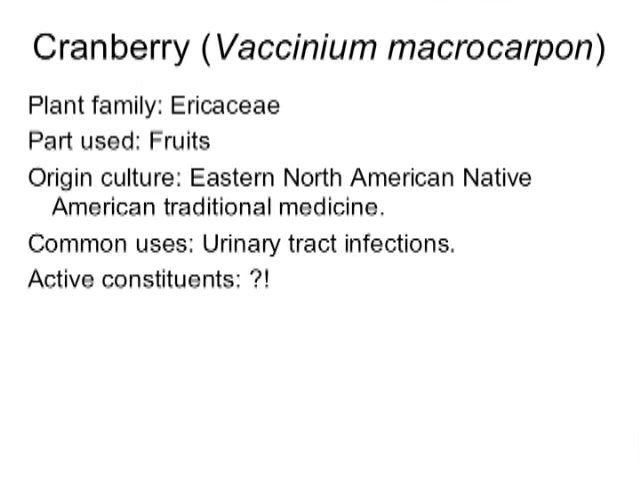 Cranberry (Vaccinium macrocarpon)
Plant family: Ericaceae
Part used: Fruits
Origin culture: Eastern North American Native
American traditional medicine.
Common uses: Urinary tract infections.
Active constituents: ?!